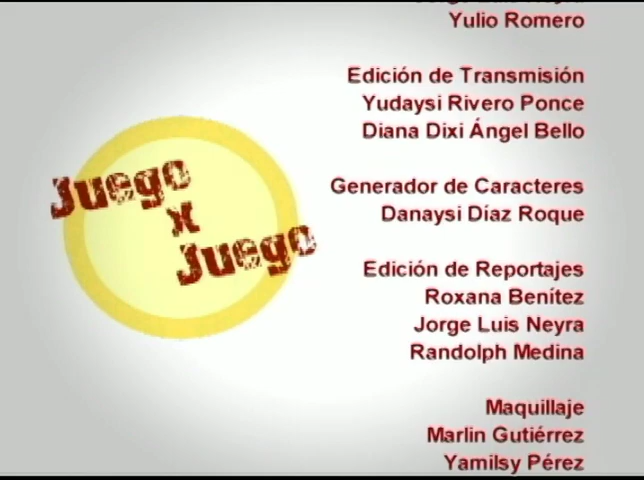 Yulio Romero
Edición de Transmisión
Yudaysi Rivero Ponce
Diana Dixi Ángel Bello
Generador de Caracteres
Danaysi Díaz Roque
Edición de Reportajes
Roxana Benítez
Jorge Luis Neyra
Randolph Medina
Maquillaje
Marlin Gutiérrez
Yamilsy Pérez
Juego
x
Juego